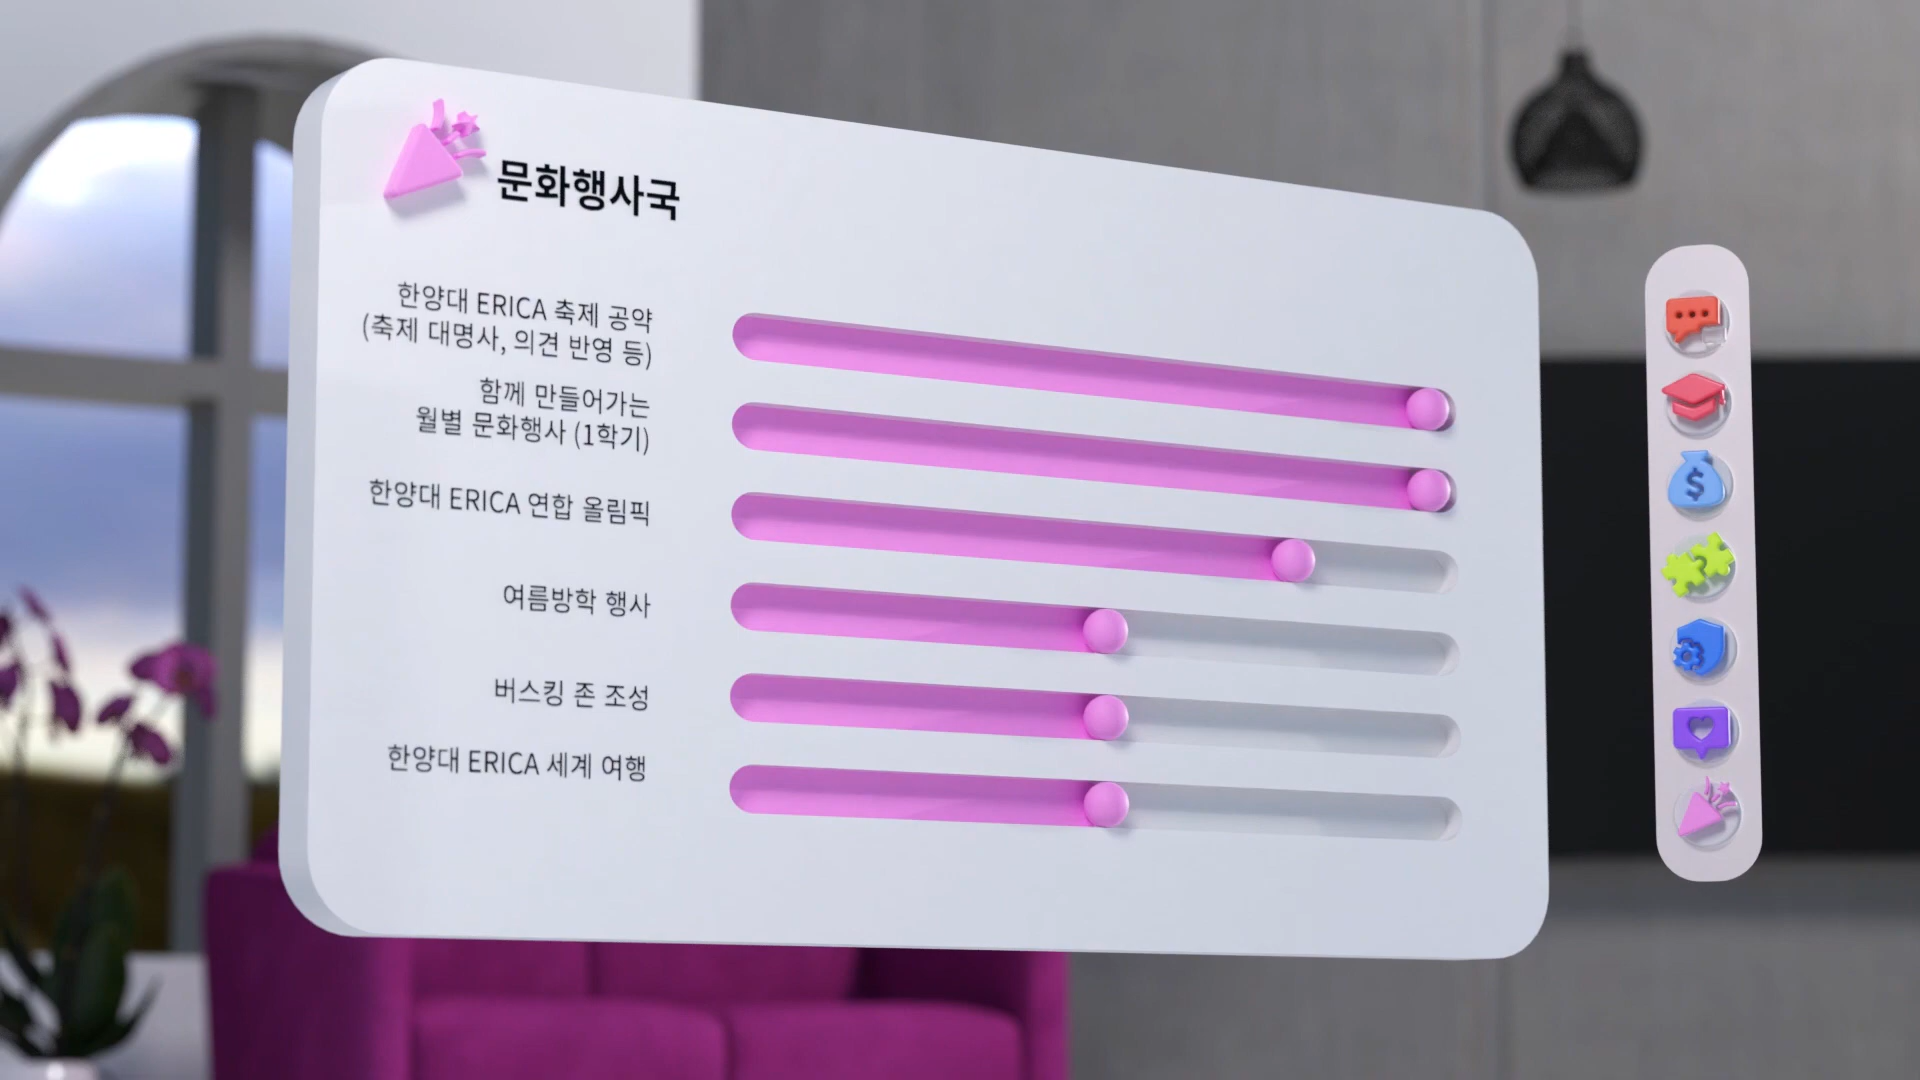 문화행사국
한양대 ERICA 축제 공약
(축제 대명사, 의견 반영 등)
함께 만들어가는
월별 문화행사 (1학기)
한양대 ERICA 연합 올림픽
여름방학 행사
버스킹 존 조성
한양대 ERICA 세계 여행
$